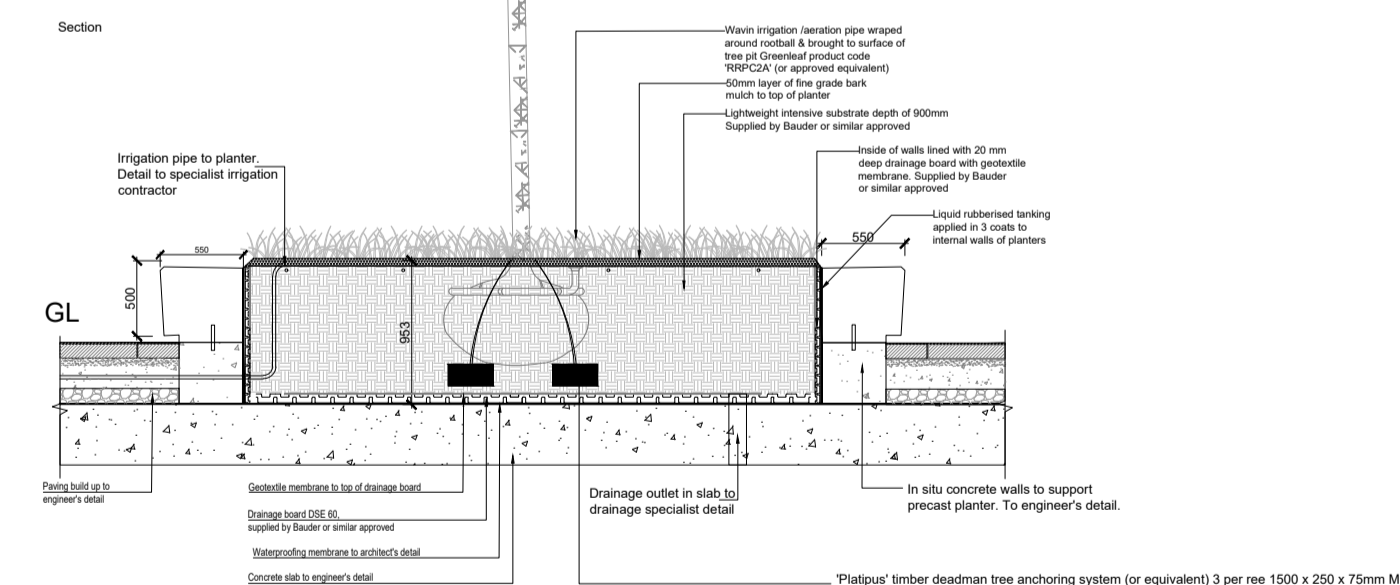 Section
Wavin irrigation /aeration pipe wraped
around rootball & brought to surface of
tree pit Greenleaf product code
'RRPC2A' (or approved equivalent)
50mm layer of fine grade bark
mulch to top of planter
Lightweight intensive substrate depth of 900mm
Supplied by Bauder or similar approved
Inside of walls lined with 20 mm
deep drainage board with geotextile
membrane. Supplied by Bauder
or similar approved
Irrigation pipe to planter.
Detail to specialist irrigation
contractor
Liquid rubberised tanking
applied in 3 coats to
internal walls of planters
550
550
500
GL
953
Paving build up to
engineer's detail
Geotextile membrane to top of drainage board
Drainage board DSE 60,
supplied by Bauder or similar approved
Waterproofing membrane to architect's detail
Concrete slab to engineer's detail
Drainage outlet in slab to
drainage specialist detail
In situ concrete walls to support
precast planter. To engineer's detail.
'Platipus' timber deadman tree anchoring system (or equivalent) 3 per ree 1500 x 250 x 75mm M